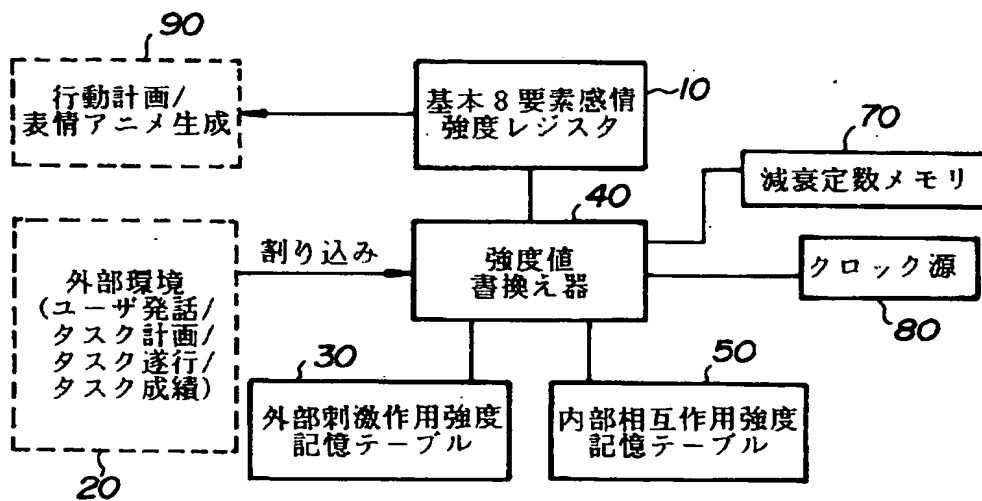 90
行動計画/
表情アニメ生成
基本8要素感情
強度レジスタ
10
70
減衰定数メモリ
40
強度値
書換え器
割り込み
外部環境
(ユーザ発話/
タスク計画/
タスク遂行/
タスク成績)
20
クロック源
80
30
外部刺激作用強度
記憶テーブル
50
内部相互作用強度
記憶テーブル